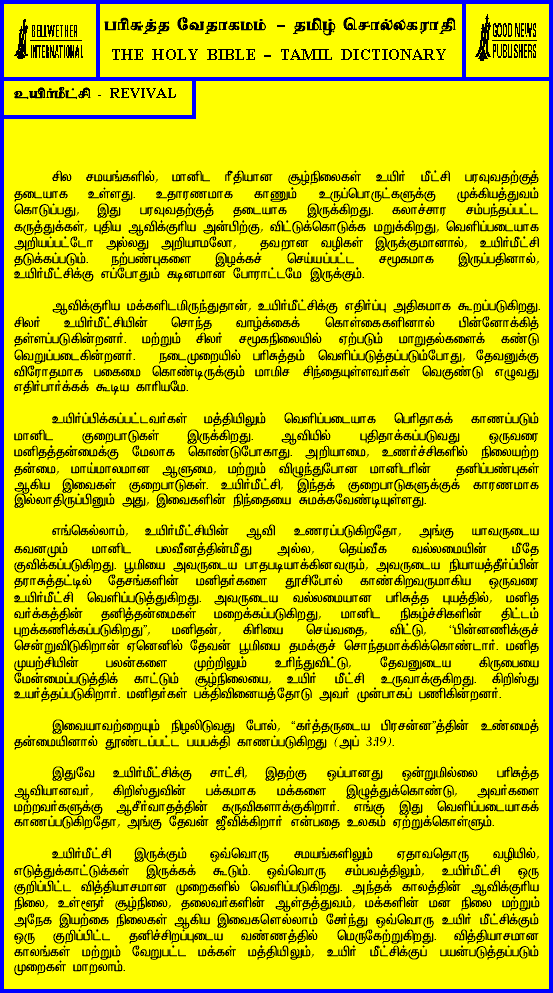 BELLWETHER
INTERNATIONAL
பரிசுத்த வேதாகமம் – தமிழ் சொல்லகராதி
THE HOLY BIBLE – TAMIL DICTIONARY
GOOD NEWS
PUBLISHERS
உயிர்மீட்சி - REVIVAL
சில சமயங்களில், மானிட ரீதியான சூழ்நிலைகள் உயிர் மீட்சி பரவுவதற்குத்
தடையாக உள்ளது. உதாரணமாக காணும் உருப்பொருட்களுக்கு முக்கியத்துவம்
கொடுப்பது, இது பரவுவதற்குத் தடையாக இருக்கிறது. கலாச்சார சம்பந்தப்பட்ட
கருத்துக்கள், புதிய ஆவிக்குரிய அன்பிற்கு, விட்டுக்கொடுக்க மறுக்கிறது, வெளிப்படையாக
அறியப்பட்டோ அல்லது அறியாமலோ, தவறான வழிகள் இருக்குமானால், உயிர்மீட்சி
தடுக்கப்படும். நற்பண்புகளை இழக்கச் செய்யப்பட்ட சமூகமாக இருப்பதினால்,
உயிர்மீட்சிக்கு எப்போதும் கடினமான போராட்டமே இருக்கும்.
ஆவிக்குரிய மக்களிடமிருந்துதான், உயிர்மீட்சிக்கு எதிர்ப்பு அதிகமாக கூறப்படுகிறது.
சிலர் உயிர்மீட்சியின் சொந்த வாழ்க்கைக் கொள்கைகளினால் பின்னோக்கித்
தள்ளப்படுகின்றனர். மற்றும் சிலர் சமூகநிலையில் ஏற்படும் மாறுதல்களைக் கண்டு
வெறுப்படைகின்றனர். நடைமுறையில் பரிசுத்தம் வெளிப்படுத்தப்படும்போது, தேவனுக்கு
விரோதமாக பகைமை கொண்டிருக்கும் மாமிச சிந்தையுள்ளவர்கள் வெகுண்டு எழுவது
எதிர்பார்க்கக் கூடிய காரியமே.
உயிர்ப்பிக்கப்பட்டவர்கள் மத்தியிலும் வெளிப்படையாக பெரிதாகக் காணப்படும்
மானிட குறைபாடுகள் இருக்கிறது. ஆவியில் புதிதாக்கப்படுவது ஒருவரை
மனிதத்தன்மைக்கு மேலாக கொண்டுபோகாது. அறியாமை, உணர்ச்சிகளில் நிலையற்ற
தன்மை, மாய்மாலமான ஆளுமை, மற்றும் விழுந்துபோன மானிடரின் தனிப்பண்புகள்
ஆகிய இவைகள் குறைபாடுகள். உயிர்மீட்சி, இந்தக் குறைபாடுகளுக்குக் காரணமாக
இல்லாதிருப்பினும் அது, இவைகளின் நிந்தையை சுமக்கவேண்டியுள்ளது.
எங்கெல்லாம், உயிர்மீட்சியின் ஆவி உணரப்படுகிறதோ, அங்கு யாவருடைய
கவனமும் மானிட பலவீனத்தின்மீது அல்ல, தெய்வீக வல்லமையின் மீதே
குவிக்கப்படுகிறது. பூமியை அவருடைய பாதபடியாக்கினவரும், அவருடைய நியாயத்தீர்ப்பின்
தராசுத்தட்டில் தேசங்களின் மனிதர்களை தூசிபோல் காண்கிறவருமாகிய ஒருவரை
உயிர்மீட்சி வெளிப்படுத்துகிறது. அவருடைய வல்லமையான பரிசுத்த புயத்தில், மனித
வர்க்கத்தின் தனித்தன்மைகள் மறைக்கப்படுகிறது, மானிட நிகழ்ச்சிகளின் திட்டம்
புறக்கணிக்கப்படுகிறது”, மனிதன், கிரியை செய்வதை, விட்டு, “பின்னணிக்குச்
சென்றுவிடுகிறான் ஏனெனில் தேவன் பூமியை தமக்குச் சொந்தமாக்கிக்கொண்டார். மனித
முயற்சியின் பலன்களை முற்றிலும் உரிந்துவிட்டு, தேவனுடைய கிருபையை
மேன்மைப்படுத்திக் காட்டும் சூழ்நிலையை, உயிர் மீட்சி உருவாக்குகிறது. கிறிஸ்து
உயர்த்தப்படுகிறார். மனிதர்கள் பக்திவினையத்தோடு அவர் முன்பாகப் பணிகின்றனர்.
இவையாவற்றையும் நிழலிடுவது போல், “கர்த்தருடைய பிரசன்ன”த்தின் உண்மைத்
தன்மையினால் தூண்டப்பட்ட பயபக்தி காணப்படுகிறது (அப் 3:19).
இதுவே உயிர்மீட்சிக்கு சாட்சி, இதற்கு ஒப்பானது ஒன்றுமில்லை பரிசுத்த
ஆவியானவர், கிறிஸ்துவின் பக்கமாக மக்களை இழுத்துக்கொண்டு, அவர்களை
மற்றவர்களுக்கு ஆசீர்வாதத்தின் கருவிகளாக்குகிறார். எங்கு இது வெளிப்படையாகக்
காணப்படுகிறதோ, அங்கு தேவன் ஜீவிக்கிறார் என்பதை உலகம் ஏற்றுக்கொள்ளும்.
உயிர்மீட்சி இருக்கும் ஒவ்வொரு சமயங்களிலும் ஏதாவதொரு வழியில்,
எடுத்துக்காட்டுக்கள் இருக்கக் கூடும். ஒவ்வொரு சம்பவத்திலும், உயிர்மீட்சி ஒரு
குறிப்பிட்ட வித்தியாசமான முறைகளில் வெளிப்படுகிறது. அந்தக் காலத்தின் ஆவிக்குரிய
நிலை, உள்ளூர் சூழ்நிலை, தலைவர்களின் ஆள்தத்துவம், மக்களின் மன நிலை மற்றும்
அநேக இயற்கை நிலைகள் ஆகிய இவைகளெல்லாம் சேர்ந்து ஒவ்வொரு உயிர் மீட்சிக்கும்
ஒரு குறிப்பிட்ட தனிச்சிறப்புடைய வண்ணத்தில் மெருகேற்றுகிறது. வித்தியாசமான
காலங்கள் மற்றும் வேறுபட்ட மக்கள் மத்தியிலும், உயிர் மீட்சிக்குப் பயன்படுத்தப்படும்
முறைகள் மாறலாம்.